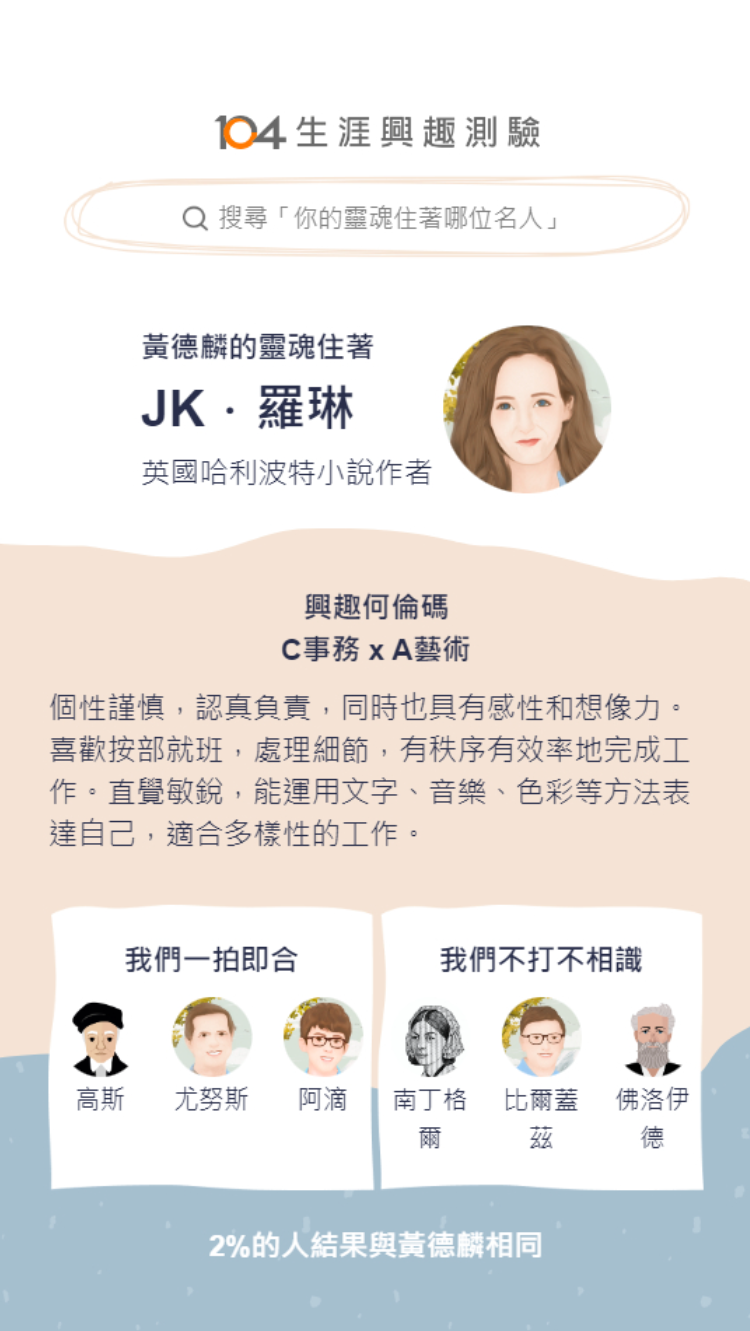 104 生涯興趣測驗
搜尋「你的靈魂住著哪位名人」
黃德麟的靈魂住著
JK · 羅琳
英國哈利波特小說作者
興趣何倫碼
C事務 x A藝術
個性謹慎，認真負責，同時也具有感性和想像力。
喜歡按部就班，處理細節，有秩序有效率地完成工
作。直覺敏銳，能運用文字、音樂、色彩等方法表
達自己，適合多樣性的工作。
我們一拍即合
高斯
尤努斯
阿滴
我們不打不相識
南丁格
爾
比爾蓋
茲
佛洛伊
德
2%的人結果與黃德麟相同